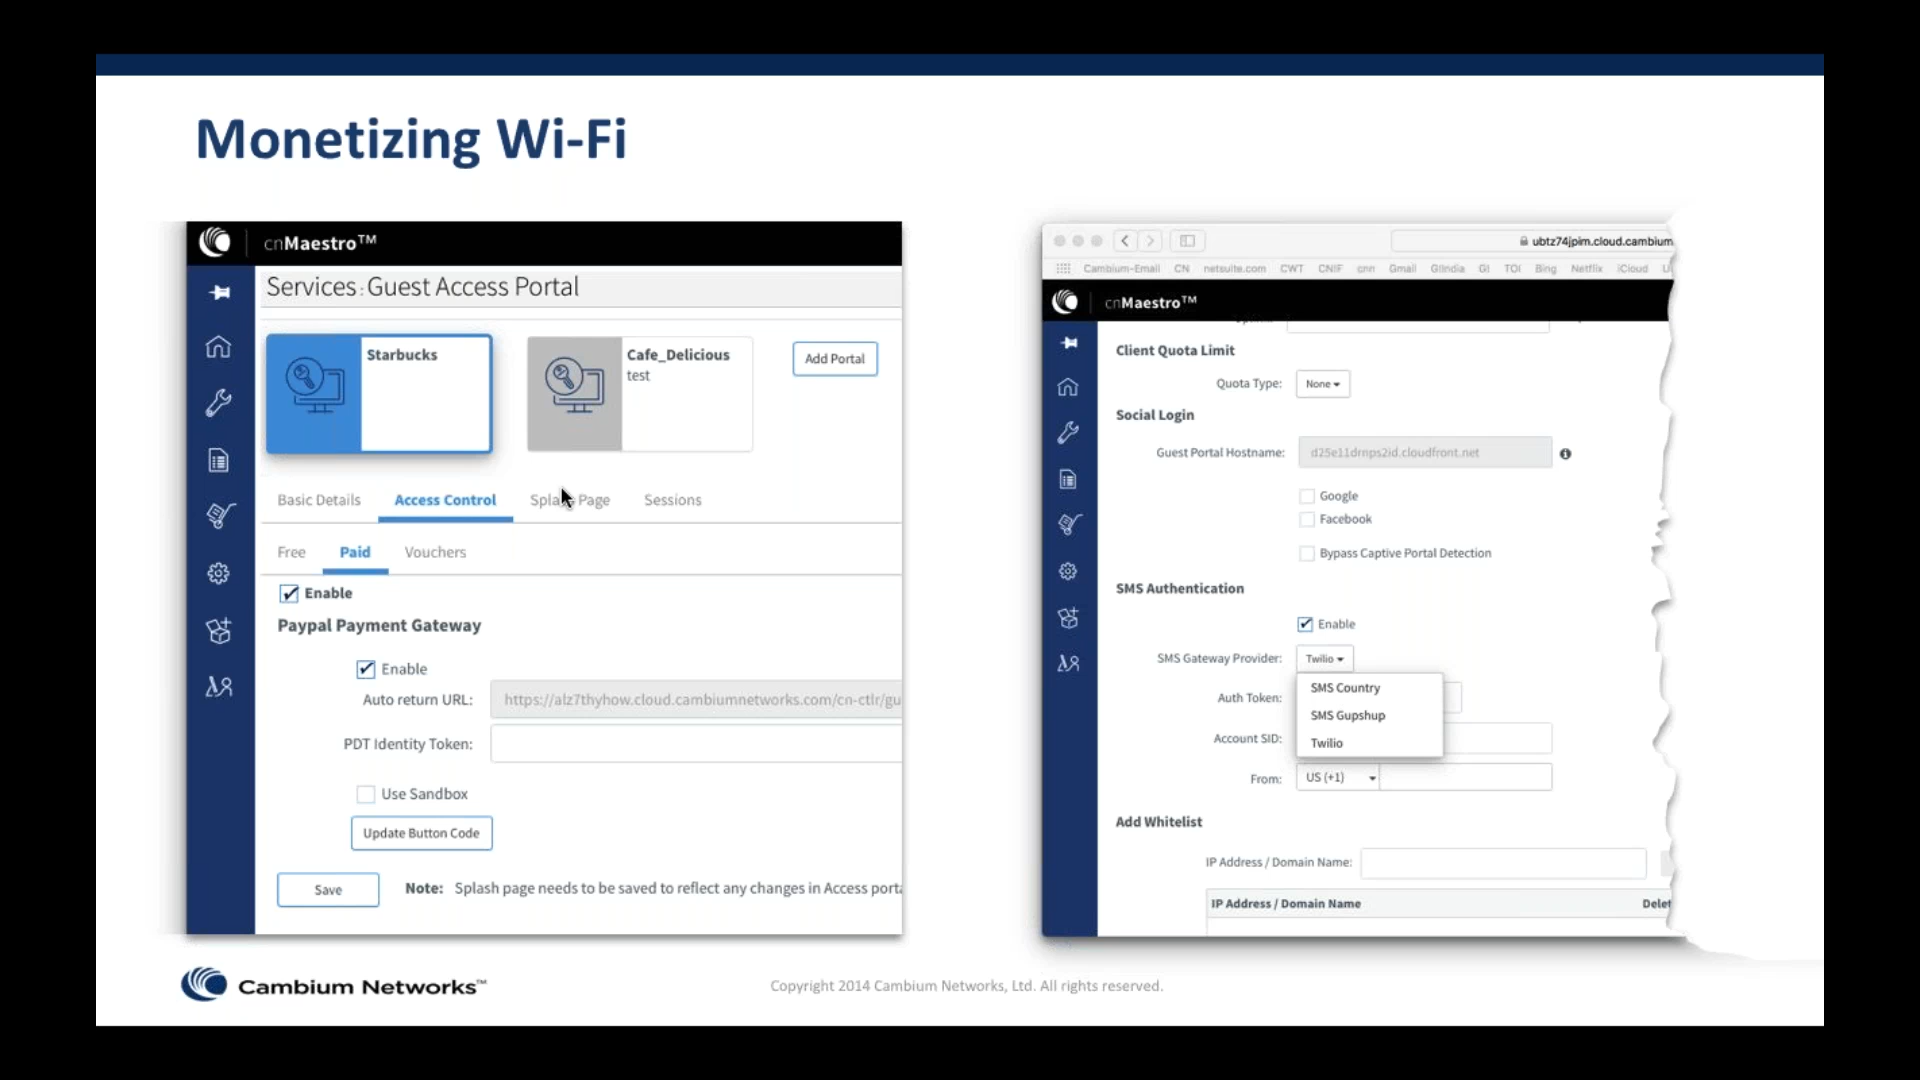 Monetizing Wi-Fi
cnMaestro™
Services : Guest Access Portal
Starbucks
Cafe_Delicious
test
Add Portal
Basic Details Access Control Splash Page Sessions
Free Paid Vouchers
Enable
Paypal Payment Gateway
Enable
Auto return URL: https://alz7thyhow.cloud.cambiumnetworks.com/cn-ctlr/gu
PDT Identity Token:
Use Sandbox
Update Button Code
Save Note: Splash page needs to be saved to reflect any changes in Access porta
ubtz74jpim.cloud.cambium
Cambium-Email CN netsuite.com CWT CNIF cnn Gmail GIIndia GI TOI Bing Netflix iCloud
cnMaestro™
Client Quota Limit
Quota Type: None
Social Login
Guest Portal Hostname: d25e11drnps2id.cloudfront.net
Google
Facebook
Bypass Captive Portal Detection
SMS Authentication
Enable
SMS Gateway Provider: Twilio
SMS Country
Auth Token:
SMS Gupshup
Account SID:
Twilio
From: US (+1)
Add Whitelist
IP Address / Domain Name:
IP Address / Domain Name Delet
Cambium Networks™
Copyright 2014 Cambium Networks, Ltd. All rights reserved.